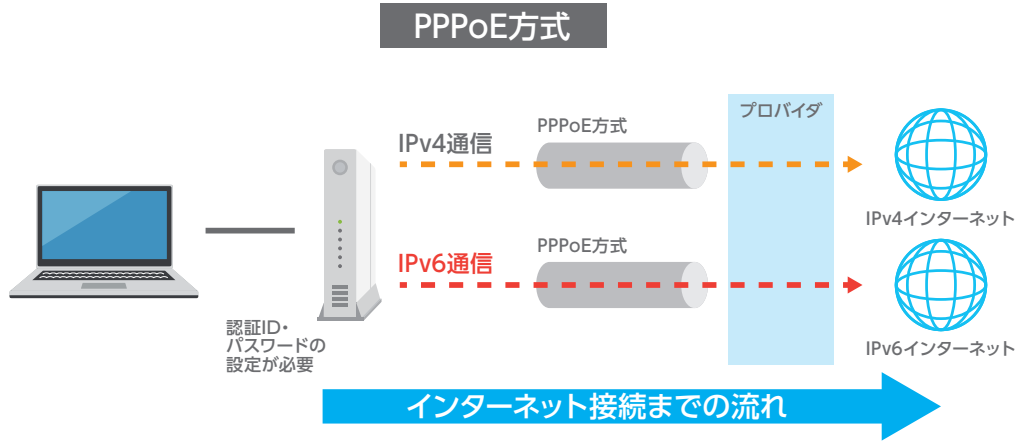 PPPoE方式
プロバイダ
PPPoE方式
IPv4通信
IPv4インターネット
PPPoE方式
IPv6通信
認証ID・
パスワードの
設定が必要
IPv6インターネット
インターネット接続までの流れ